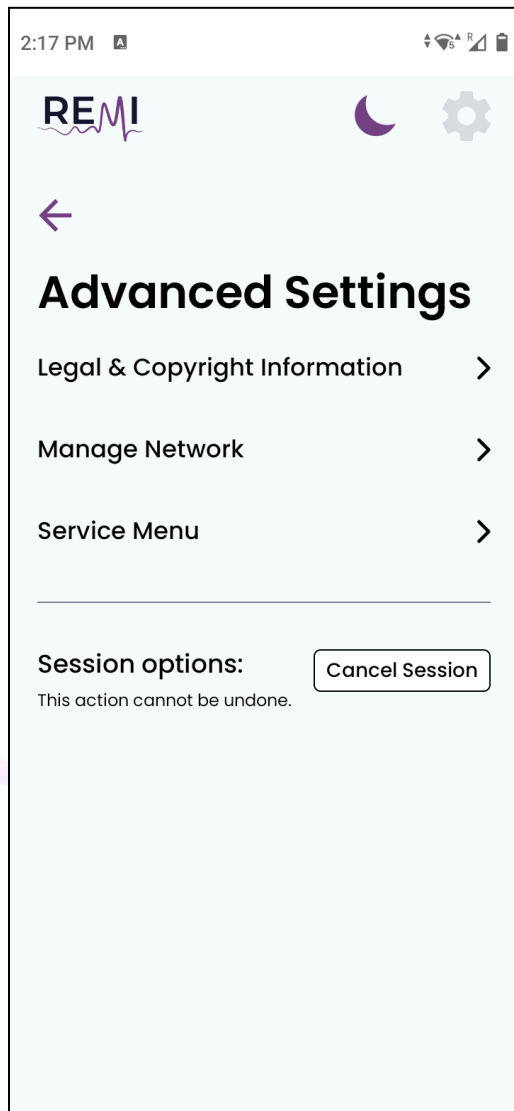 2:17 PM A
5 R
REMI
Advanced Settings
Legal & Copyright Information
Manage Network
Service Menu
Session options:
Cancel Session
This action cannot be undone.